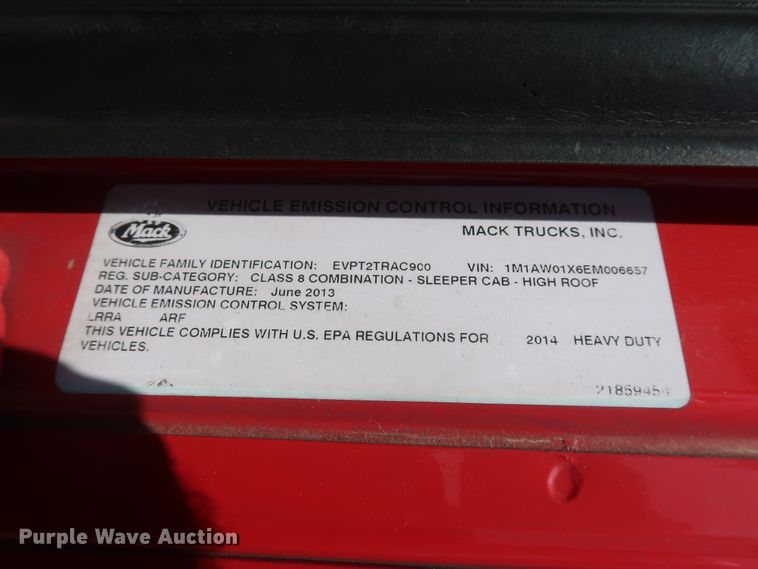 VEHICLE EMISSION CONTROL INFORMATION
Mack
MACK TRUCKS, INC.
VEHICLE FAMILY IDENTIFICATION: EVPT2TRAC900 VIN: 1M1AW01X6EM006657
REG. SUB-CATEGORY: CLASS 8 COMBINATION - SLEEPER CAB - HIGH ROOF
DATE OF MANUFACTURE: June 2013
VEHICLE EMISSION CONTROL SYSTEM:
LRRA ARF
THIS VEHICLE COMPLIES WITH U.S. EPA REGULATIONS FOR 2014 HEAVY DUTY
VEHICLES.
21859454
Purple Wave Auction